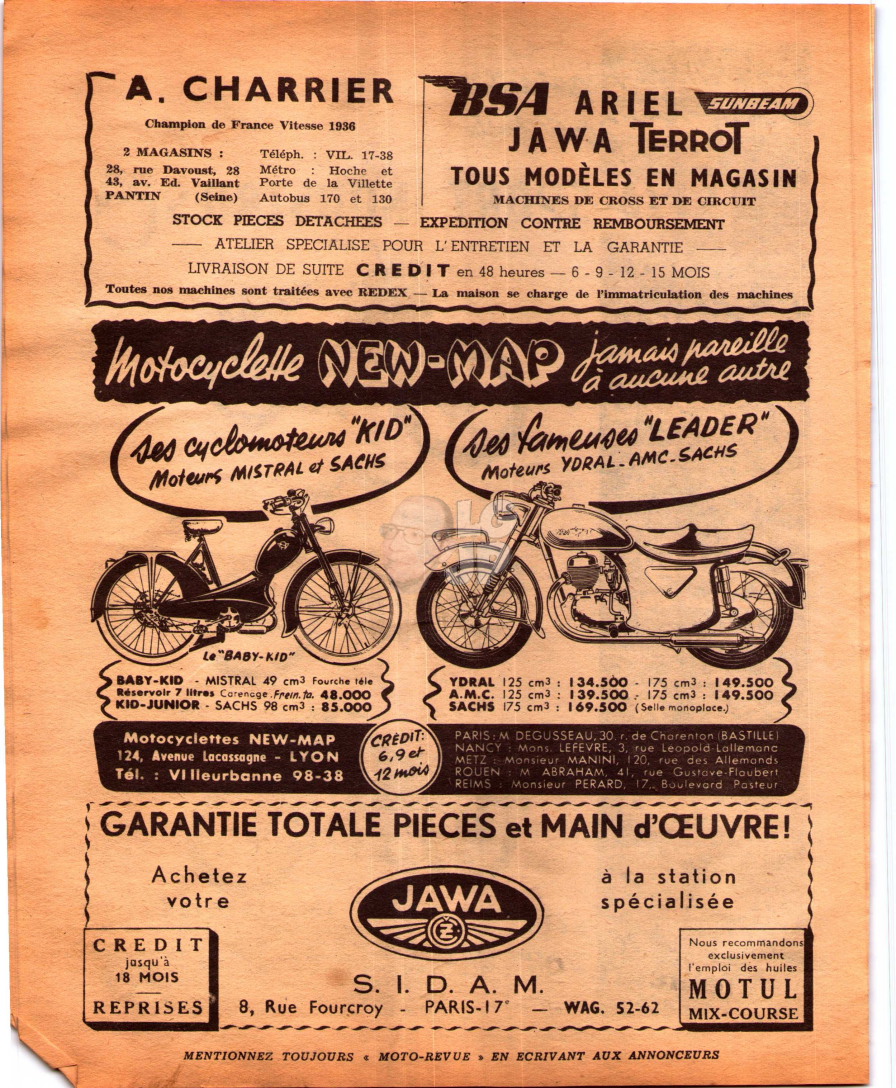 A. CHARRIER
Champion de France Vitesse 1936
2 MAGASINS :
28, rue Davoust, 28
43, av. Ed. Vaillant
PANTIN (Seine)
Téléph. : VIL. 17-38
Métro : Hoche et
Porte de la Villette
Autobus 170 et 130
BSA ARIEL SUNBEAM
JAWA TERROT
TOUS MODÈLES EN MAGASIN
MACHINES DE CROSS ET DE CIRCUIT
STOCK PIECES DETACHEES — EXPEDITION CONTRE REMBOURSEMENT
— ATELIER SPECIALISE POUR L'ENTRETIEN ET LA GARANTIE —
LIVRAISON DE SUITE CREDIT en 48 heures — 6 - 9 - 12 - 15 MOIS
Toutes nos machines sont traitées avec REDEX — La maison se charge de l'immatriculation des machines
Motocyclette NEW-MAP jamais pareille
à aucune autre
Ses cyclomoteurs "KID"
Moteurs MISTRAL et SACHS
Ses fameuses "LEADER"
Moteurs YDRAL - AMC - SACHS
Le "BABY-KID"
BABY-KID - MISTRAL 49 cm³ Fourche téle
Réservoir 7 litres Carenage. Frein. ta. 48.000
KID-JUNIOR - SACHS 98 cm³ : 85.000
YDRAL 125 cm³ : 134.500 - 175 cm³ : 149.500
A.M.C. 125 cm³ : 139.500 - 175 cm³ : 149.500
SACHS 175 cm³ : 169.500 (Selle monoplace.)
Motocyclettes NEW-MAP
124, Avenue Lacassagne - LYON
Tél. : VIlleurbanne 98-38
CRÉDIT:
6,9 et
12 mois
PARIS: M. DEGUSSEAU, 30, r. de Charenton (BASTILLE)
NANCY : Mons. LEFEVRE, 3, rue Léopold-Lallemanc
METZ : Monsieur MANINI, 120, rue des Allemands
ROUEN : M. ABRAHAM, 41, rue Gustave-Flaubert
REIMS : Monsieur PERARD, 17, Boulevard Pasteur
GARANTIE TOTALE PIECES et MAIN d'ŒUVRE!
Achetez
votre
JAWA
ČZ
à la station
spécialisée
CREDIT
jusqu'à
18 MOIS
REPRISES
S. I. D. A. M.
8, Rue Fourcroy - PARIS-17e — WAG. 52-62
Nous recommandons
exclusivement
l'emploi des huiles
MOTUL
MIX-COURSE
MENTIONNEZ TOUJOURS « MOTO-REVUE » EN ECRIVANT AUX ANNONCEURS